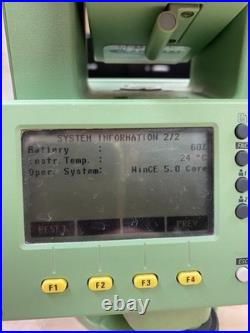 SYSTEM INFORMATION 2/2
Battery : 60%
Instr.Temp. : 24 °C
Oper. System: WinCE 5.0 Core
RESET PREV
F1 F2 F3 F4